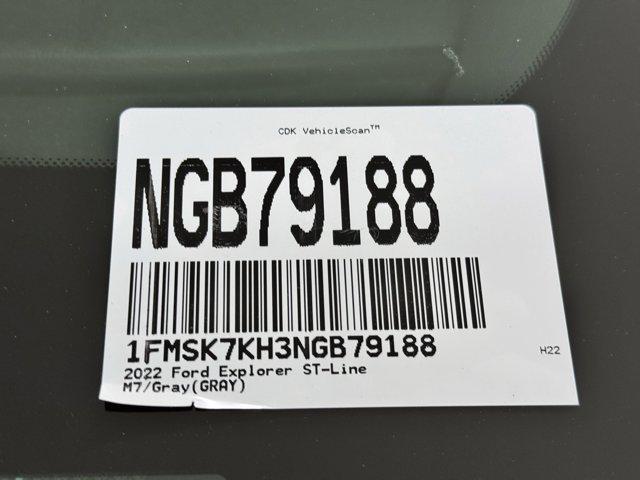 CDK VehicleScan™
NGB79188
1FMSK7KH3NGB79188
H22
2022 Ford Explorer ST-Line
M7/Gray(GRAY)